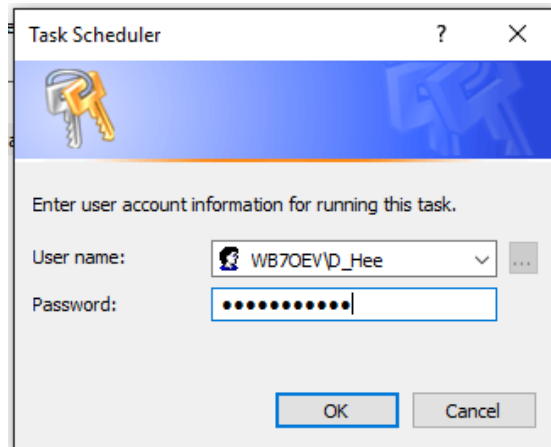 Task Scheduler
Enter user account information for running this task.
User name: WB7OEV\D_Hee
Password: •••••••••••
OK Cancel